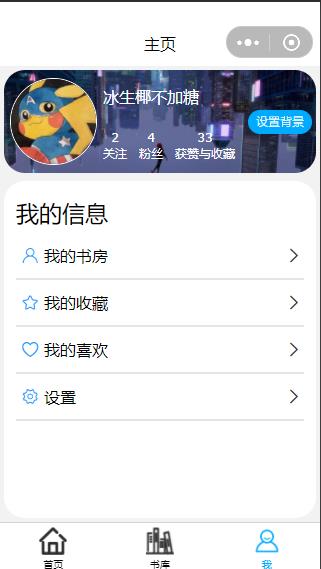 主页
冰生椰不加糖
设置背景
2 4 33
关注 粉丝 获赞与收藏
我的信息
我的书房
我的收藏
我的喜欢
设置
首页 书库 我